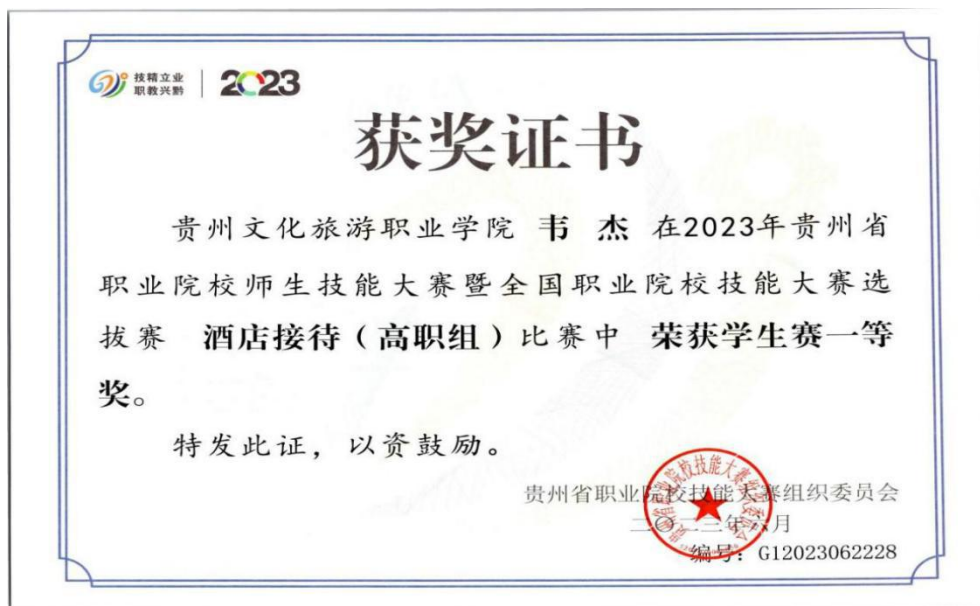 技精立业
职教兴黔
2023
获奖证书
贵州文化旅游职业学院 韦 杰 在2023年贵州省
职业院校师生技能大赛暨全国职业院校技能大赛选
拔赛 酒店接待（高职组）比赛中 荣获学生赛一等
奖。
特发此证，以资鼓励。
贵州省职业院校技能大赛组织委员会
二〇二三年六月
编号：G12023062228